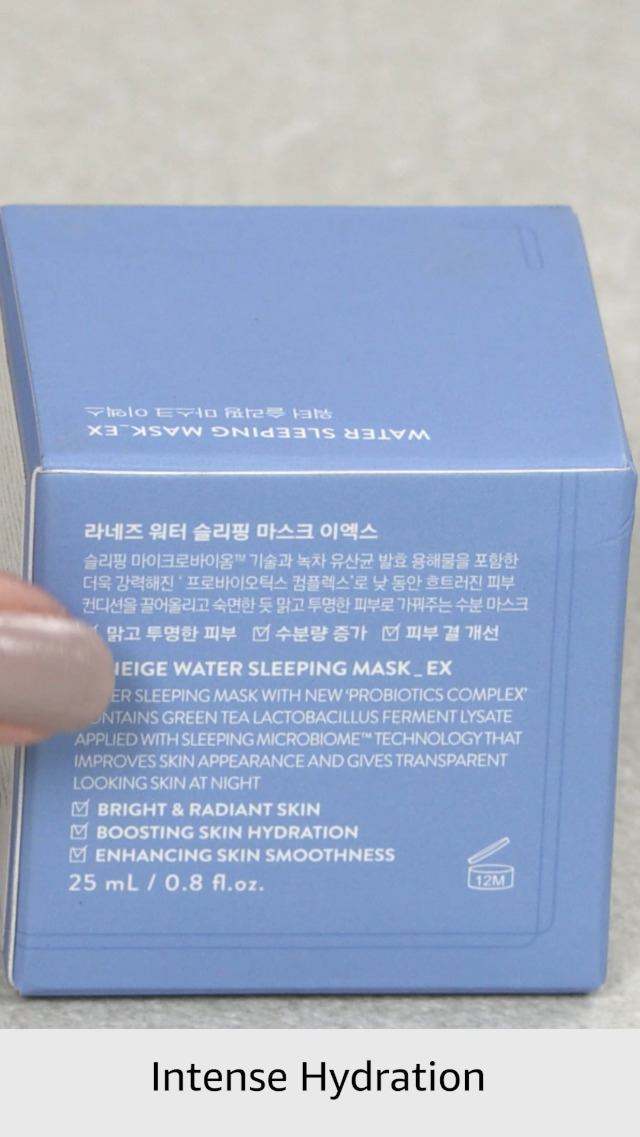 워터 슬리핑 마스크 이엑스
WATER SLEEPING MASK_EX
라네즈 워터 슬리핑 마스크 이엑스
슬리핑 마이크로바이옴™ 기술과 녹차 유산균 발효 용해물을 포함한
더욱 강력해진 ' 프로바이오틱스 컴플렉스'로 낮 동안 흐트러진 피부
컨디션을 끌어올리고 숙면한 듯 맑고 투명한 피부로 가꿔주는 수분 마스크
맑고 투명한 피부 ☑ 수분량 증가 ☑ 피부 결 개선
NEIGE WATER SLEEPING MASK_EX
ER SLEEPING MASK WITH NEW 'PROBIOTICS COMPLEX'
ONTAINS GREEN TEA LACTOBACILLUS FERMENT LYSATE
APPLIED WITH SLEEPING MICROBIOME™ TECHNOLOGY THAT
IMPROVES SKIN APPEARANCE AND GIVES TRANSPARENT
LOOKING SKIN AT NIGHT
☑ BRIGHT & RADIANT SKIN
☑ BOOSTING SKIN HYDRATION
☑ ENHANCING SKIN SMOOTHNESS
25 mL / 0.8 fl.oz.
12M
Intense Hydration